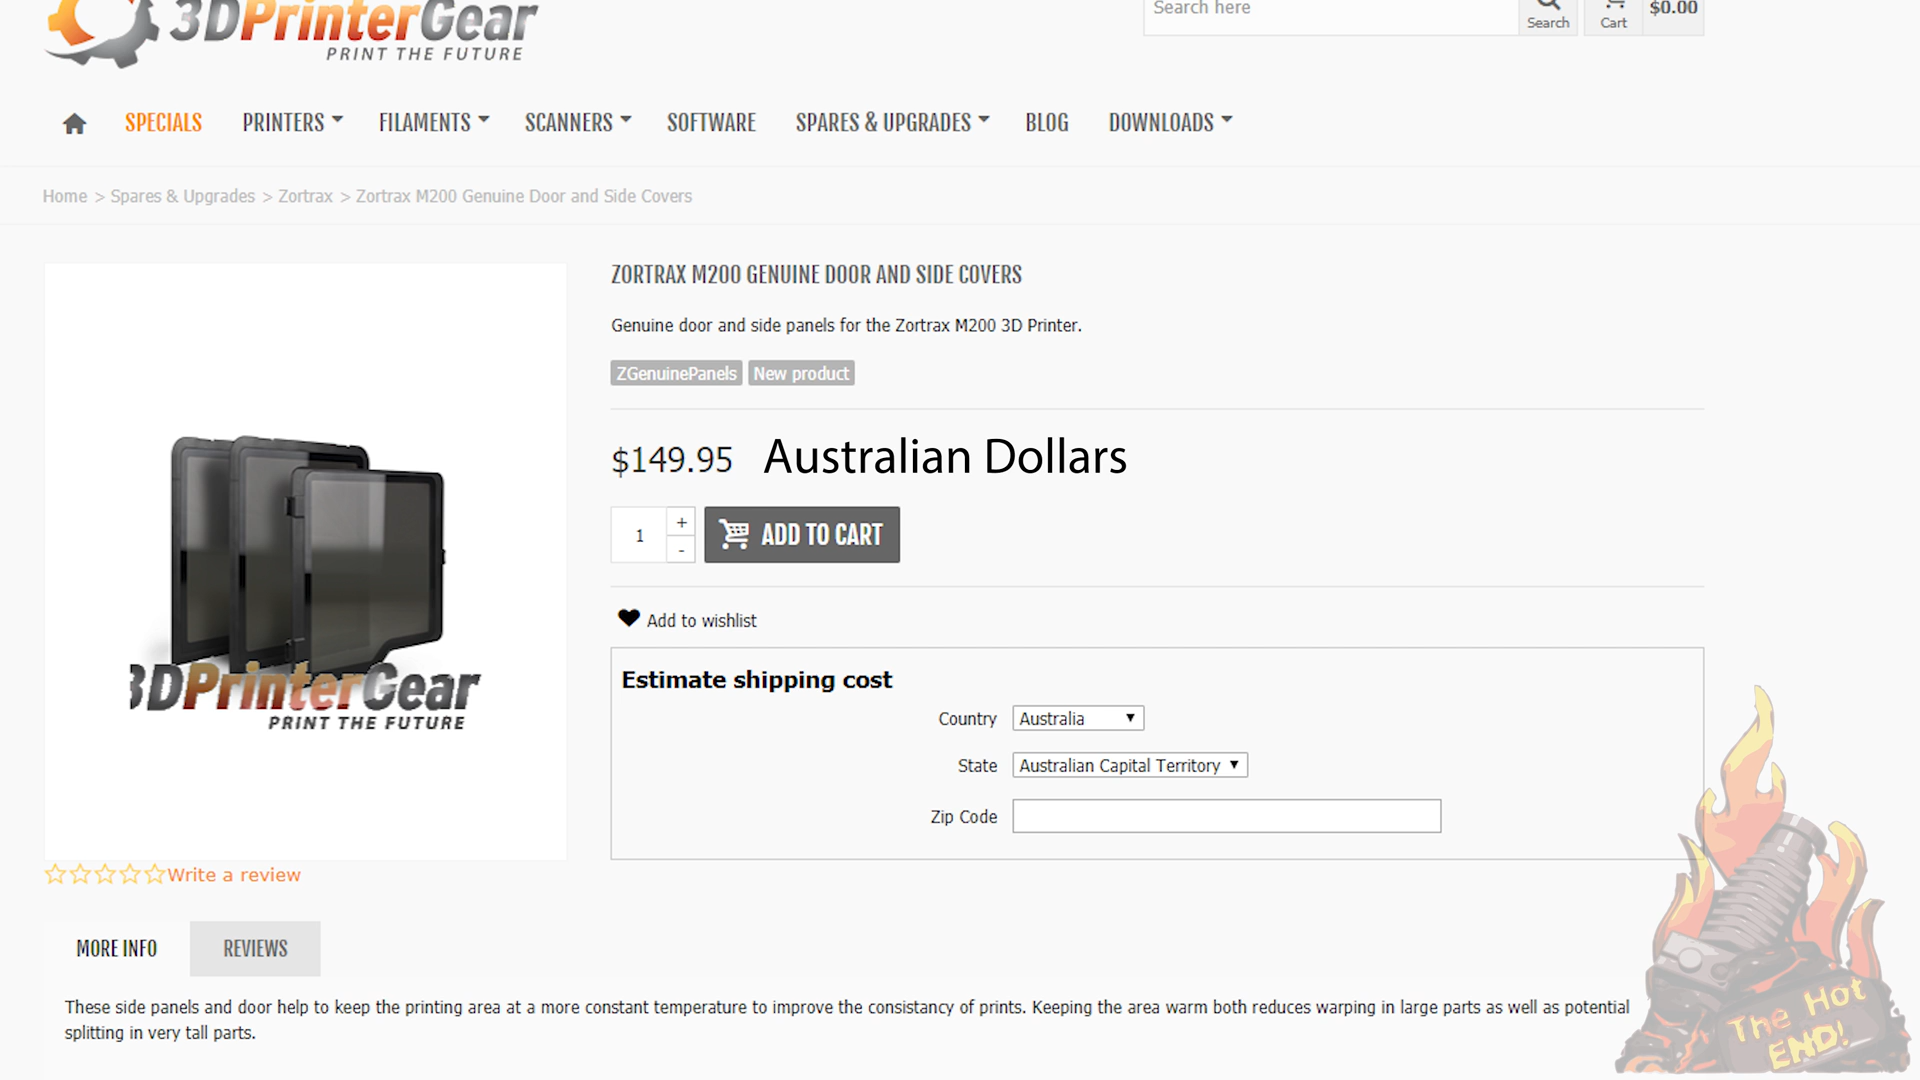 3DPrinterGear
PRINT THE FUTURE
Search here
Search
Cart
$0.00
SPECIALS
PRINTERS
FILAMENTS
SCANNERS
SOFTWARE
SPARES & UPGRADES
BLOG
DOWNLOADS
Home > Spares & Upgrades > Zortrax > Zortrax M200 Genuine Door and Side Covers
ZORTRAX M200 GENUINE DOOR AND SIDE COVERS
Genuine door and side panels for the Zortrax M200 3D Printer.
ZGenuinePanels New product
$149.95 Australian Dollars
1 + -
ADD TO CART
Add to wishlist
3DPrinterGear
PRINT THE FUTURE
Estimate shipping cost
Country Australia
State Australian Capital Territory
Zip Code
Write a review
MORE INFO
REVIEWS
These side panels and door help to keep the printing area at a more constant temperature to improve the consistancy of prints. Keeping the area warm both reduces warping in large parts as well as potential
splitting in very tall parts.
The Hot
END!